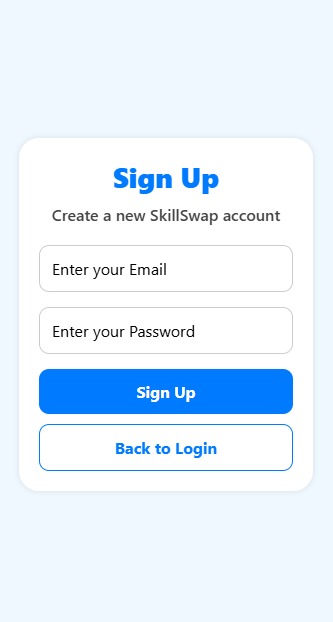 Sign Up
Create a new SkillSwap account
Enter your Email
Enter your Password
Sign Up
Back to Login